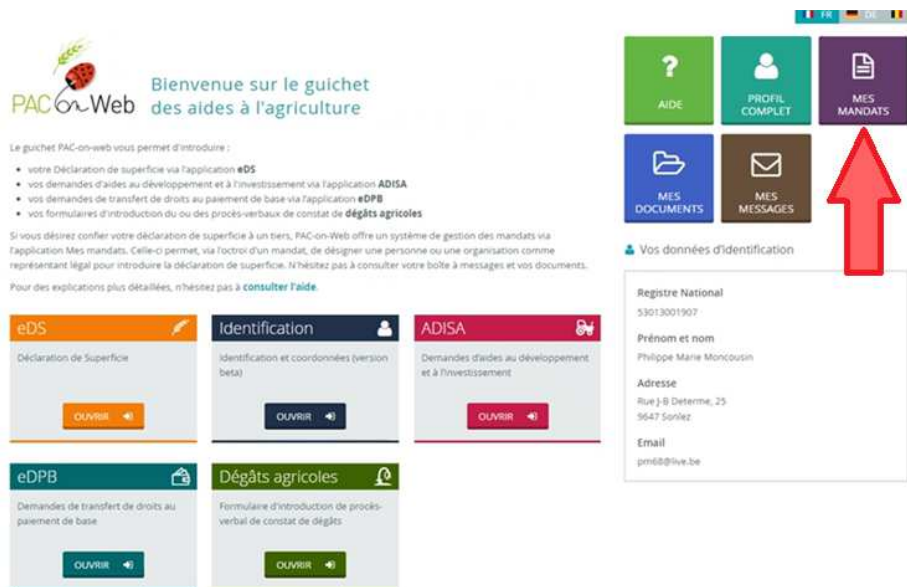 FR DE
PAC on Web
Bienvenue sur le guichet
des aides à l'agriculture
Le guichet PAC-on-web vous permet d'introduire :
• votre Déclaration de superficie via l'application eDS
• vos demandes d'aides au développement et à l'investissement via l'application ADISA
• vos demandes de transfert de droits au paiement de base via l'application eDPB
• vos formulaires d'introduction du ou des procès-verbaux de constat de dégâts agricoles
Si vous désirez confier votre déclaration de superficie à un tiers, PAC-on-Web offre un système de gestion des mandats via
l'application Mes mandats. Celle-ci permet, via l'octroi d'un mandat, de désigner une personne ou une organisation comme
représentant légal pour introduire la déclaration de superficie. N'hésitez pas à consulter votre boîte à messages et vos documents.
Pour des explications plus détaillées, n'hésitez pas à consulter l'aide.
eDS
Déclaration de Superficie
OUVRIR
Identification
Identification et coordonnées (version
beta)
OUVRIR
ADISA
Demandes d'aides au développement
et à l'investissement
OUVRIR
eDPB
Demandes de transfert de droits au
paiement de base
OUVRIR
Dégâts agricoles
Formulaire d'introduction de procès-
verbal de constat de dégâts
OUVRIR
?
AIDE
PROFIL
COMPLET
MES
MANDATS
MES
DOCUMENTS
MES
MESSAGES
Vos données d'identification
Registre National
53013001907
Prénom et nom
Philippe Marie Moncousin
Adresse
Rue J-B Determe, 25
9647 Sonlez
Email
pm68@live.be